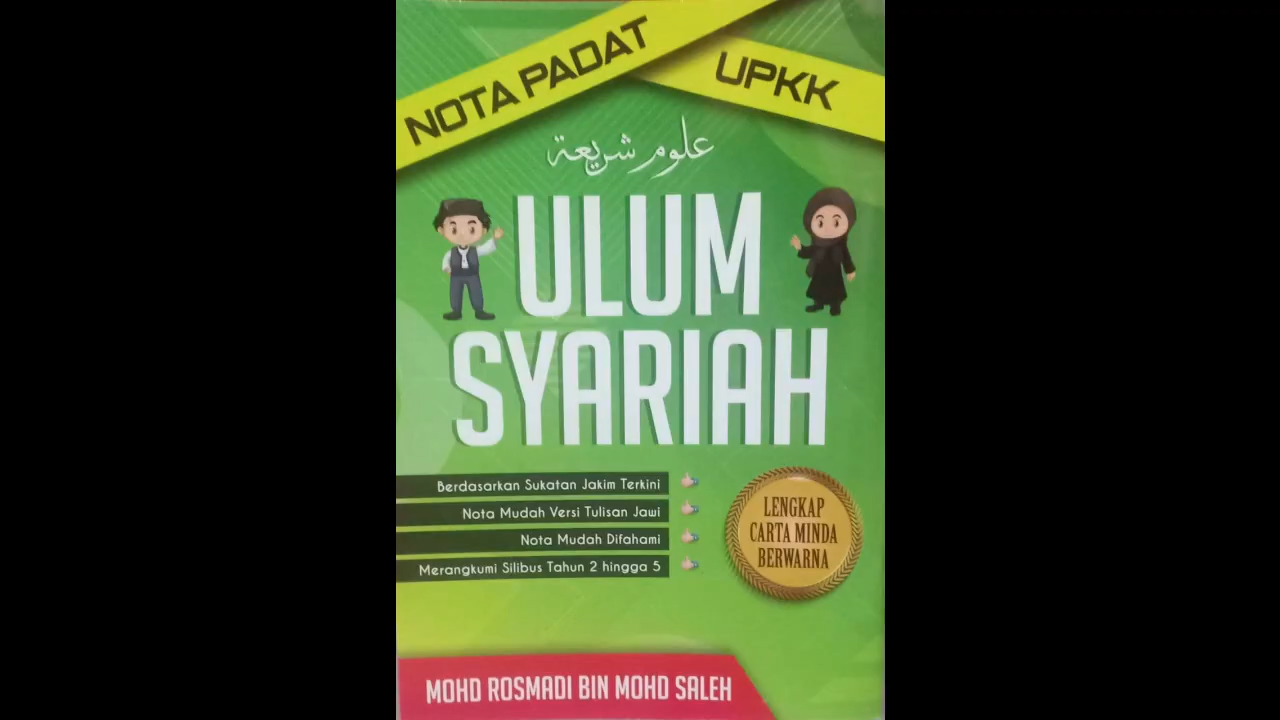 NOTA PADAT
UPKK
علوم شريعة
ULUM
SYARIAH
Berdasarkan Sukatan Jakim Terkini
Nota Mudah Versi Tulisan Jawi
Nota Mudah Difahami
Merangkumi Silibus Tahun 2 hingga 5
LENGKAP
CARTA MINDA
BERWARNA
MOHD ROSMADI BIN MOHD SALEH